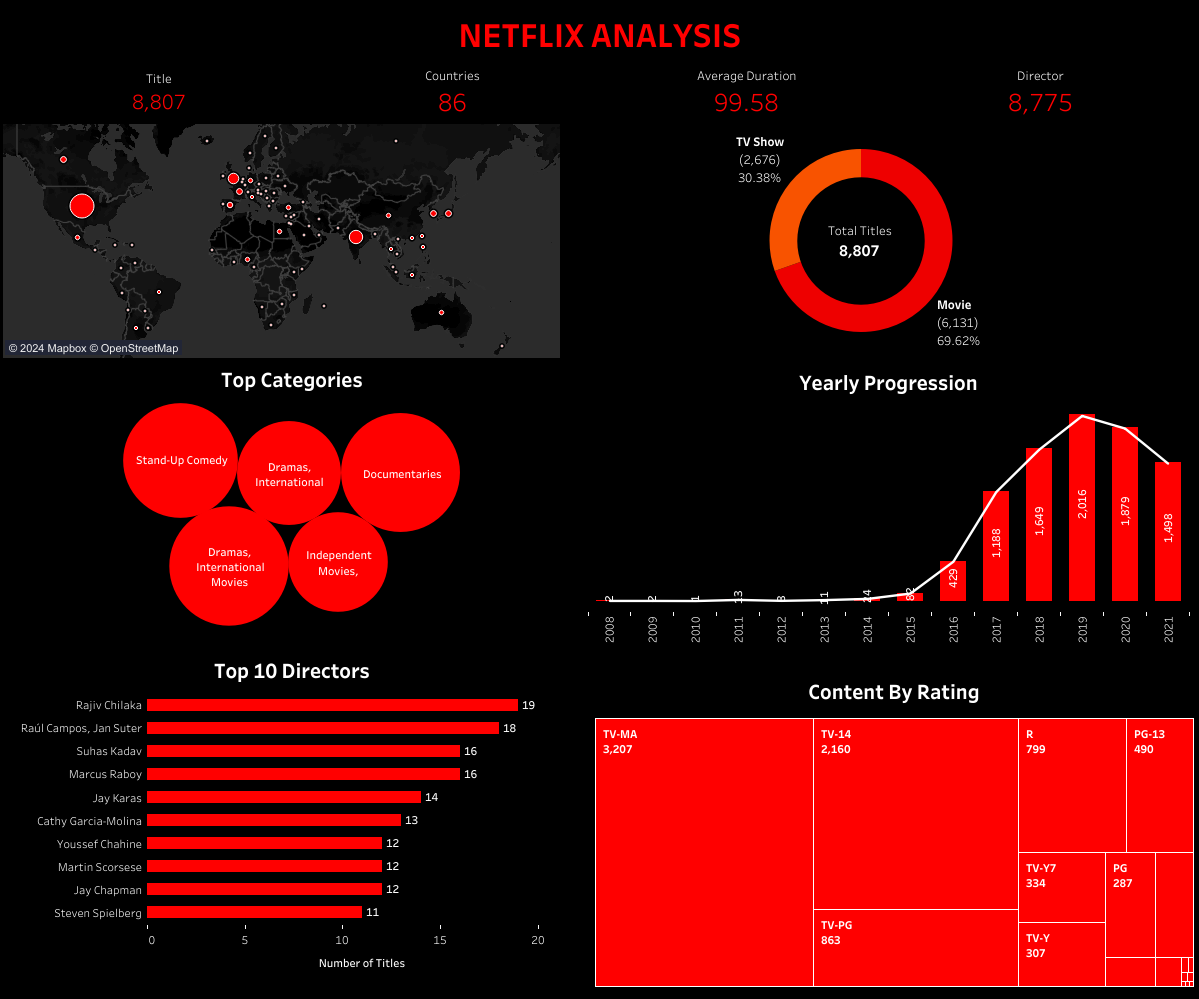 NETFLIX ANALYSIS
Title
8,807
Countries
86
Average Duration
99.58
Director
8,775
© 2024 Mapbox © OpenStreetMap
TV Show
(2,676)
30.38%
Total Titles
8,807
Movie
(6,131)
69.62%
Top Categories
Stand-Up Comedy
Dramas,
International
Documentaries
Dramas,
International
Movies
Independent
Movies,
Yearly Progression
2
2
1
13
3
11
24
82
429
1,188
1,649
2,016
1,879
1,498
2008
2009
2010
2011
2012
2013
2014
2015
2016
2017
2018
2019
2020
2021
Top 10 Directors
Rajiv Chilaka 19
Raúl Campos, Jan Suter 18
Suhas Kadav 16
Marcus Raboy 16
Jay Karas 14
Cathy Garcia-Molina 13
Youssef Chahine 12
Martin Scorsese 12
Jay Chapman 12
Steven Spielberg 11
0 5 10 15 20
Number of Titles
Content By Rating
TV-MA
3,207
TV-14
2,160
TV-PG
863
R
799
PG-13
490
TV-Y7
334
TV-Y
307
PG
287